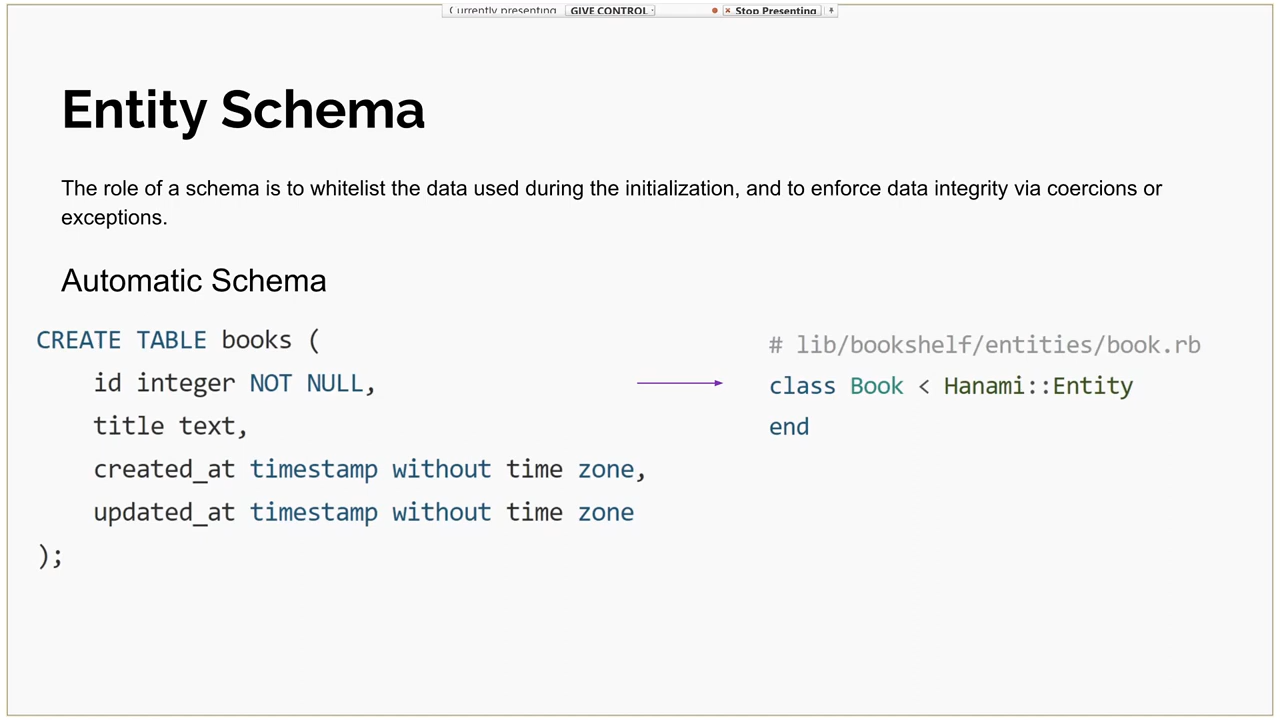 Currently presenting GIVE CONTROL Stop Presenting
Entity Schema
The role of a schema is to whitelist the data used during the initialization, and to enforce data integrity via coercions or
exceptions.
Automatic Schema
CREATE TABLE books (
id integer NOT NULL,
title text,
created_at timestamp without time zone,
updated_at timestamp without time zone
);
# lib/bookshelf/entities/book.rb
class Book < Hanami::Entity
end